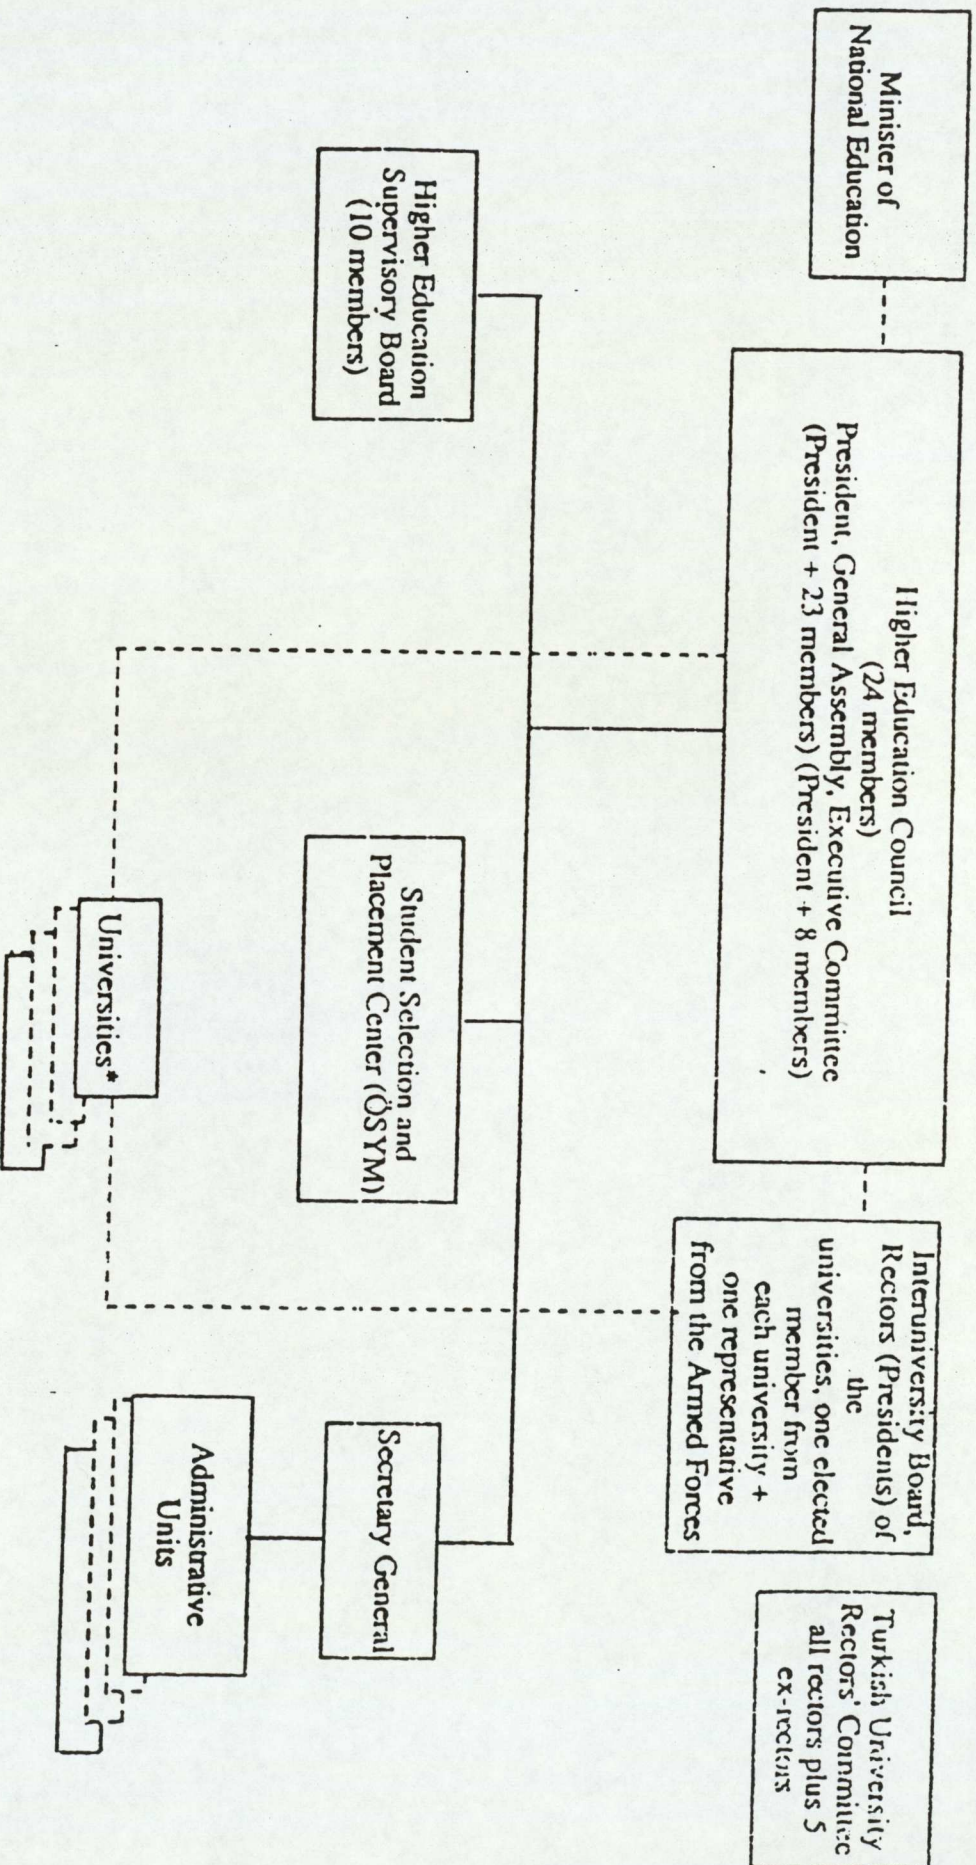 Minister of
National Education
Higher Education Council
(24 members)
President, General Assembly, Executive Committee
(President + 23 members) (President + 8 members)
Interuniversity Board,
Rectors (Presidents) of
the
universities, one elected
member from
each university +
one representative
from the Armed Forces
Turkish University
Rectors' Committee
all rectors plus 5
ex-rectors
Higher Education
Supervisory Board
(10 members)
Student Selection and
Placement Center (ÖSYM)
Secretary General
Universities*
Administrative
Units